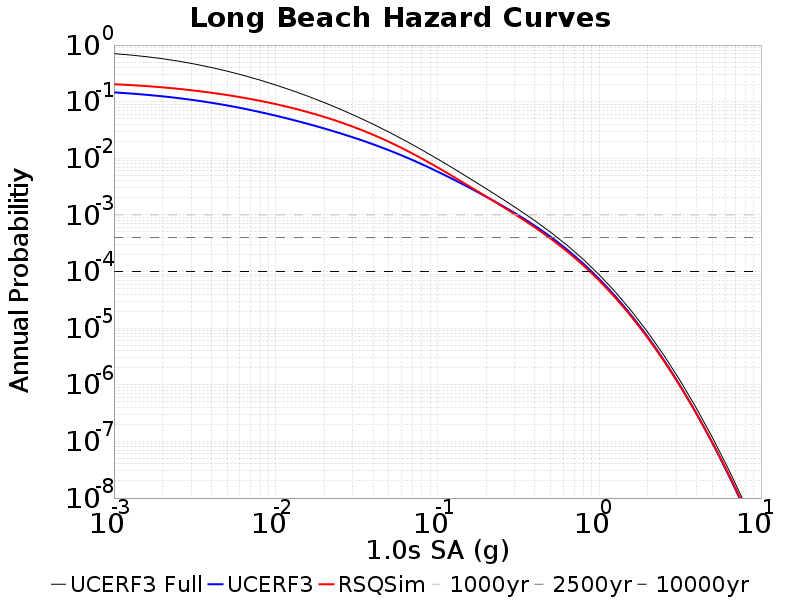 Long Beach Hazard Curves
Annual Probabilitiy
10^0
10^-1
10^-2
10^-3
10^-4
10^-5
10^-6
10^-7
10^-8
10^-3 10^-2 10^-1 10^0 10^1
1.0s SA (g)
UCERF3 Full UCERF3 RSQSim 1000yr 2500yr 10000yr